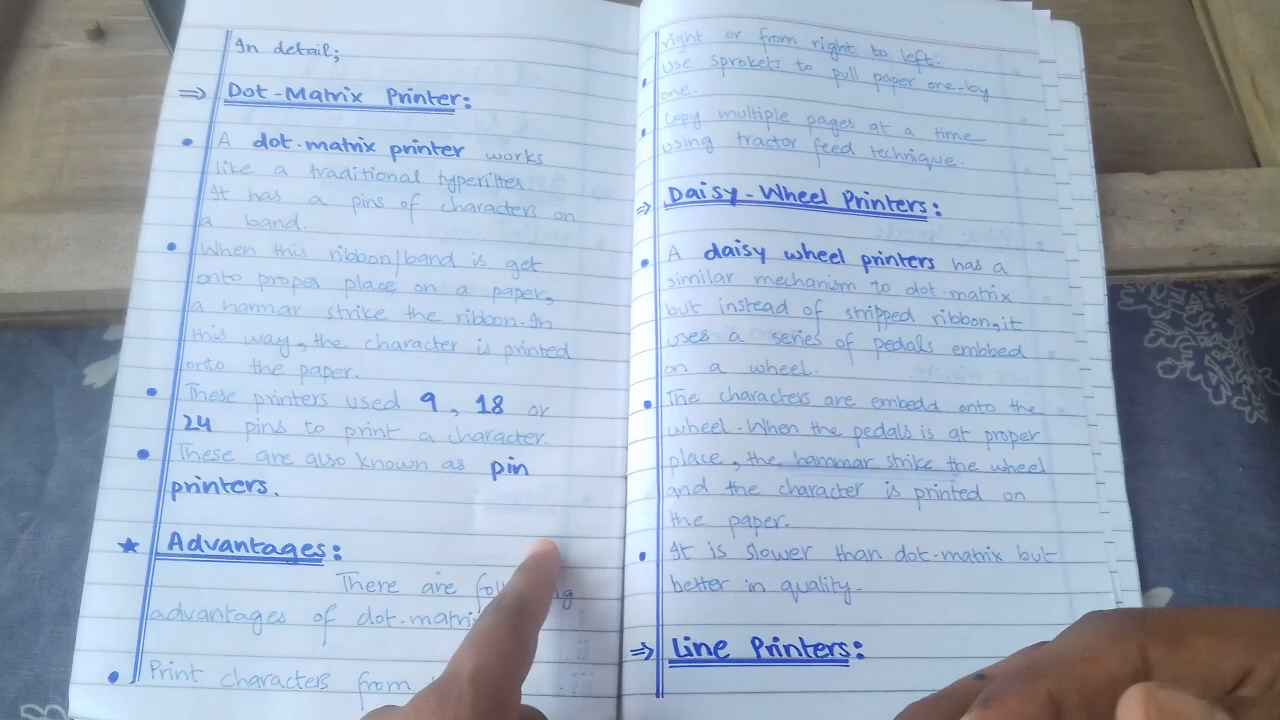 In detail;
⇒ Dot-Matrix Printer:
• A dot-matrix printer works
like a traditional typeriter.
It has a pins of characters on
a band.
• When this ribbon/band is get
onto proper place on a paper,
a hammar strike the ribbon. In
this way, the character is printed
onto the paper.
• These printers used 9, 18 or
24 pins to print a character.
• These are also known as pin
printers.
★ Advantages:
There are
advantages of dot-matri
• Print characters from
right or from right to left.
• Use sprokets to pull paper one-by
one.
• Copy multiple pages at a time
using tractor feed technique.
⇒ Daisy-Wheel Printers:
• A daisy wheel printers has a
similar mechanism to dot-matrix
but instead of stripped ribbon, it
uses a series of pedals embbed
on a wheel.
• The characters are embedd onto the
wheel. When the pedals is at proper
place, the hammar strike the wheel
and the character is printed on
the paper.
• It is slower than dot-matrix but
better in quality.
⇒ Line Printers: